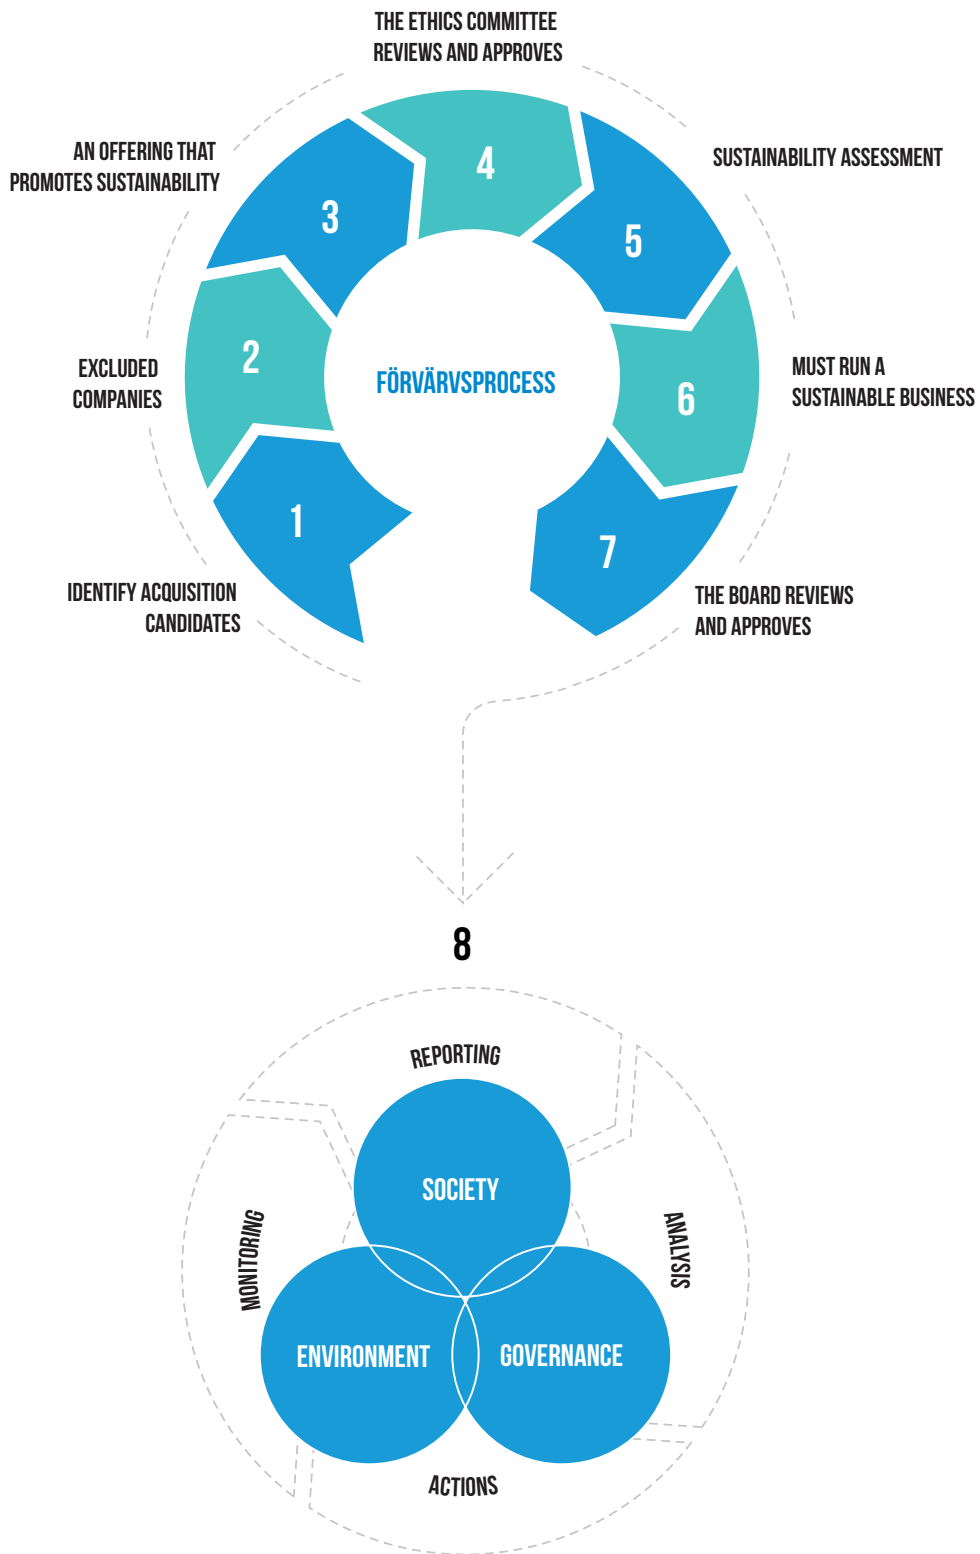 THE ETHICS COMMITTEE
REVIEWS AND APPROVES
AN OFFERING THAT
PROMOTES SUSTAINABILITY
SUSTAINABILITY ASSESSMENT
4
3
5
2
6
EXCLUDED
COMPANIES
FÖRVÄRVSPROCESS
MUST RUN A
SUSTAINABLE BUSINESS
1
7
IDENTIFY ACQUISITION
CANDIDATES
THE BOARD REVIEWS
AND APPROVES
8
REPORTING
SOCIETY
MONITORING
ANALYSIS
ENVIRONMENT
GOVERNANCE
ACTIONS